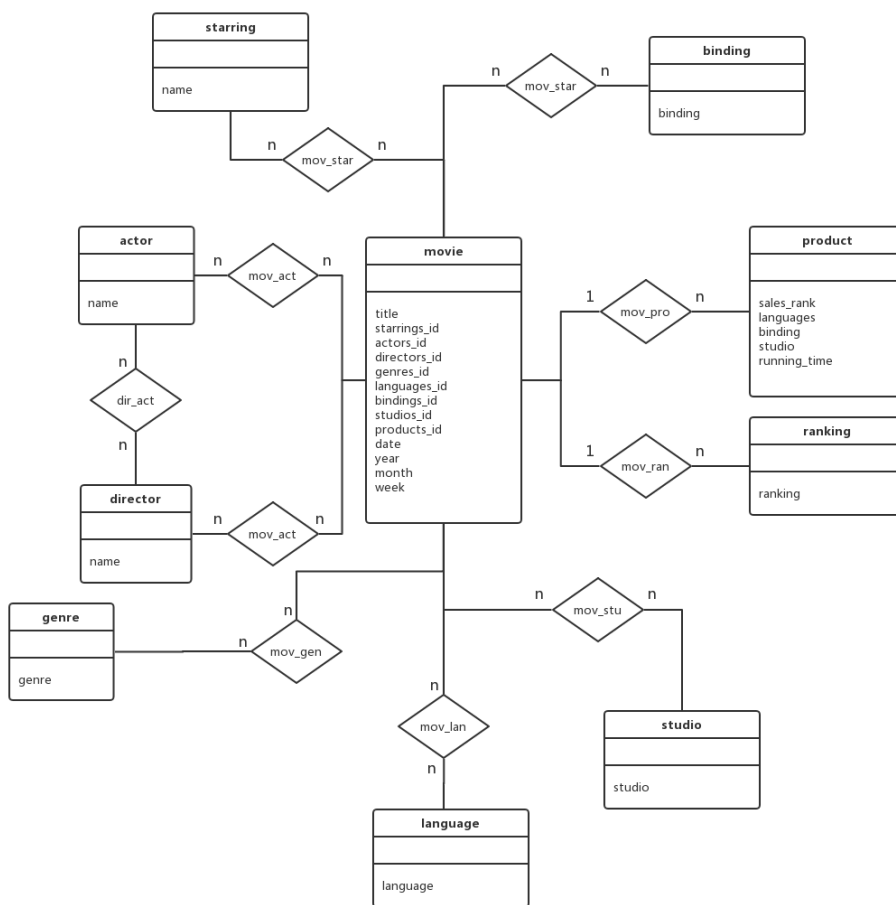 starring
name
n
mov_star
n
n
mov_star
n
binding
binding
actor
name
n
mov_act
n
n
dir_act
n
director
name
n
mov_act
n
movie
title
starrings_id
actors_id
directors_id
genres_id
languages_id
bindings_id
studios_id
products_id
date
year
month
week
1
mov_pro
n
product
sales_rank
languages
binding
studio
running_time
1
mov_ran
n
ranking
ranking
genre
genre
n
mov_gen
n
n
mov_stu
n
studio
studio
n
mov_lan
n
language
language